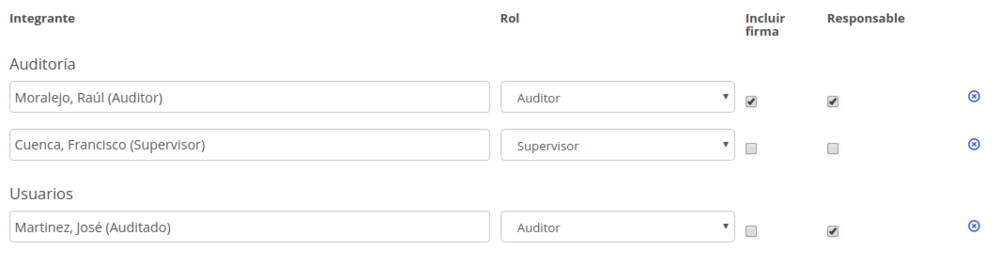 Integrante Rol Incluir firma Responsable
Auditoría
Moralejo, Raúl (Auditor) Auditor
Cuenca, Francisco (Supervisor) Supervisor
Usuarios
Martinez, José (Auditado) Auditor